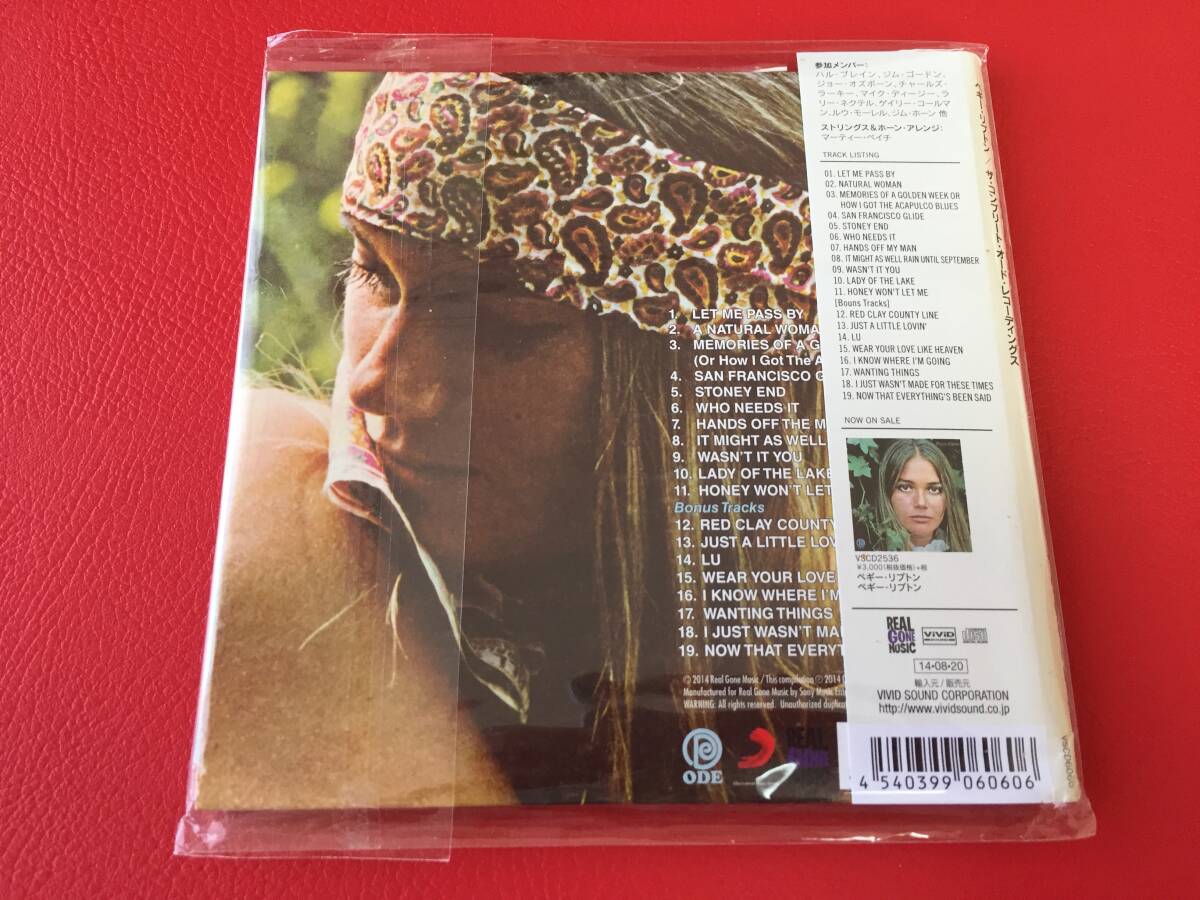 1. LET ME PASS BY
2. A NATURAL WOMA
3. MEMORIES OF A G
(Or How I Got The A
4. SAN FRANCISCO G
5. STONEY END
6. WHO NEEDS IT
7. HANDS OFF THE M
8. IT MIGHT AS WELL
9. WASN'T IT YOU
10. LADY OF THE LAKE
11. HONEY WON'T LET
Bonus Tracks
12. RED CLAY COUNTY
13. JUST A LITTLE LOV
14. LU
15. WEAR YOUR LOVE
16. I KNOW WHERE I'M
17. WANTING THINGS
18. I JUST WASN'T MA
19. NOW THAT EVERYT
© 2014 Real Gone Music / This compilation ℗ 2014
Manufactured for Real Gone Music by Sony Music
WARNING: All rights reserved. Unauthorized
ODE
REAL
GONE
参加メンバー:
ハル・ブレイン、ジム・ゴードン、
ジョー・オズボーン、チャールズ・
ラーキー、マイク・ディージー、ラ
リー・ネクテル、ゲイリー・コールマ
ン、ルウ・モーレル、ジム・ホーン 他
ストリングス&ホーン・アレンジ:
マーティー・ペイチ
TRACK LISTING
01. LET ME PASS BY
02. NATURAL WOMAN
03. MEMORIES OF A GOLDEN WEEK OR
HOW I GOT THE ACAPULCO BLUES
04. SAN FRANCISCO GLIDE
05. STONEY END
06. WHO NEEDS IT
07. HANDS OFF MY MAN
08. IT MIGHT AS WELL RAIN UNTIL SEPTEMBER
09. WASN'T IT YOU
10. LADY OF THE LAKE
11. HONEY WON'T LET ME
[Bouns Tracks]
12. RED CLAY COUNTY LINE
13. JUST A LITTLE LOVIN'
14. LU
15. WEAR YOUR LOVE LIKE HEAVEN
16. I KNOW WHERE I'M GOING
17. WANTING THINGS
18. I JUST WASN'T MADE FOR THESE TIMES
19. NOW THAT EVERYTHING'S BEEN SAID
NOW ON SALE
VSCD2536
¥3,000(税抜価格)+税
ペギー・リプトン
ペギー・リプトン
REAL
GONE
MUSIC
ViViD
14・08・20
輸入元/販売元
VIVID SOUND CORPORATION
http://www.vividsound.co.jp
4 540399 060606
ペギー・リプトン / ザ・コンプリート・オード・レコーディングス
VSCD6060